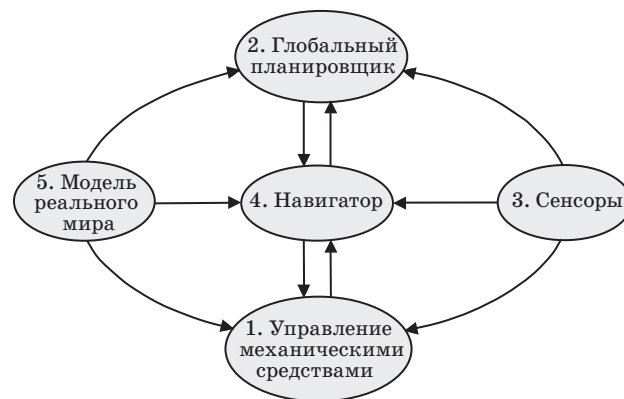 2. Глобальный
планировщик
5. Модель
реального
мира
4. Навигатор
3. Сенсоры
1. Управление
механическими
средствами